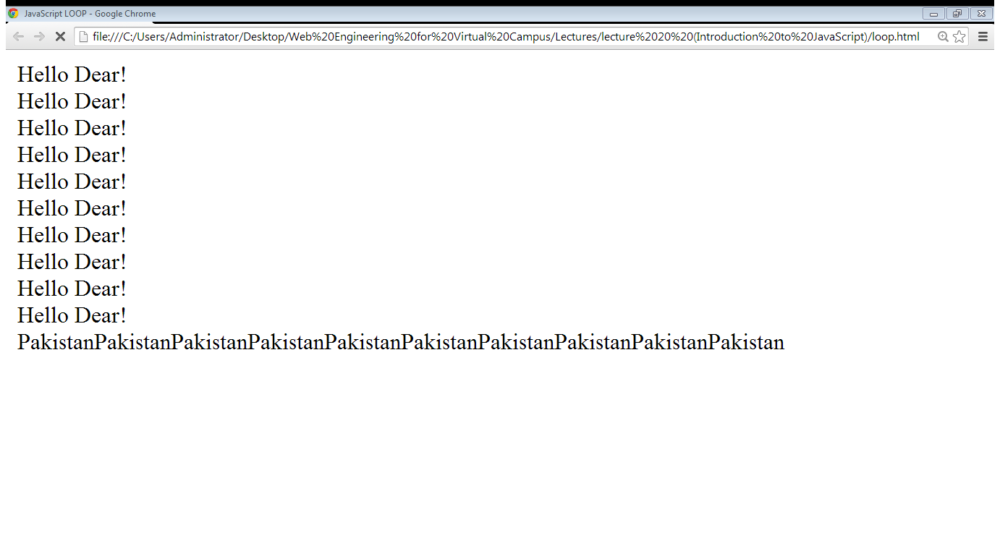 JavaScript LOOP - Google Chrome
file:///C:/Users/Administrator/Desktop/Web%20Engineering%20for%20Virtual%20Campus/Lectures/lecture%2020%20(Introduction%20to%20JavaScript)/loop.html
Hello Dear!
Hello Dear!
Hello Dear!
Hello Dear!
Hello Dear!
Hello Dear!
Hello Dear!
Hello Dear!
Hello Dear!
Hello Dear!
PakistanPakistanPakistanPakistanPakistanPakistanPakistanPakistanPakistanPakistan